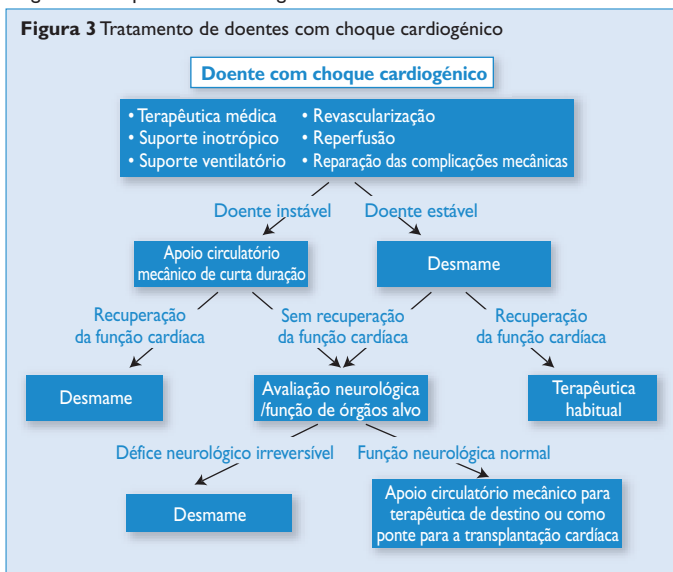 Figura 3 Tratamento de doentes com choque cardiogénico
Doente com choque cardiogénico
• Terapêutica médica
• Suporte inotrópico
• Suporte ventilatório
• Revascularização
• Reperfusão
• Reparação das complicações mecânicas
Doente instável
Doente estável
Apoio circulatório
mecânico de curta duração
Desmame
Recuperação
da função cardíaca
Sem recuperação
da função cardíaca
Recuperação
da função cardíaca
Desmame
Avaliação neurológica
/função de órgãos alvo
Terapêutica
habitual
Défice neurológico irreversível
Função neurológica normal
Desmame
Apoio circulatório mecânico para
terapêutica de destino ou como
ponte para a transplantação cardíaca